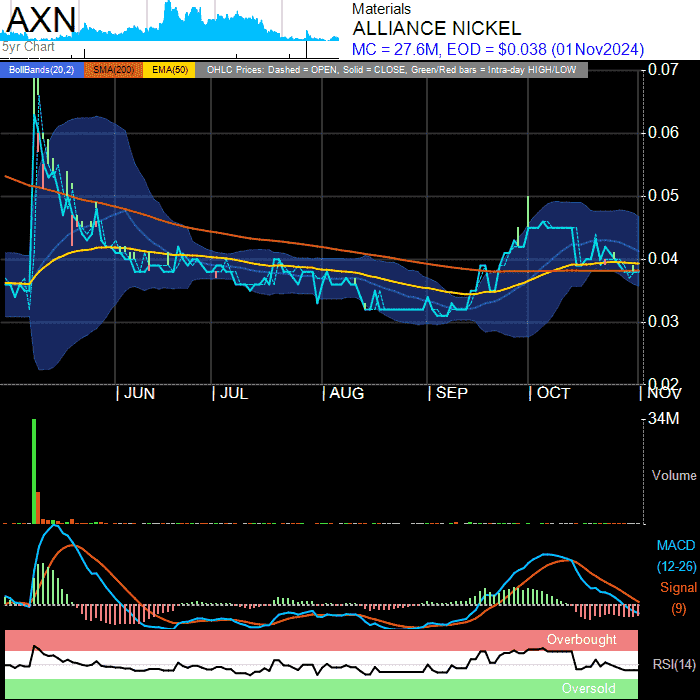 AXN
5yr Chart
Materials
ALLIANCE NICKEL
MC = 27.6M, EOD = $0.038 (01Nov2024)
BollBands(20,2) SMA(200) EMA(50) OHLC Prices: Dashed = OPEN, Solid = CLOSE, Green/Red bars = Intra-day HIGH/LOW
0.07
0.06
0.05
0.04
0.03
0.02
JUN JUL AUG SEP OCT NOV
34M
Volume
MACD
(12-26)
Signal
(9)
Overbought
RSI(14)
Oversold